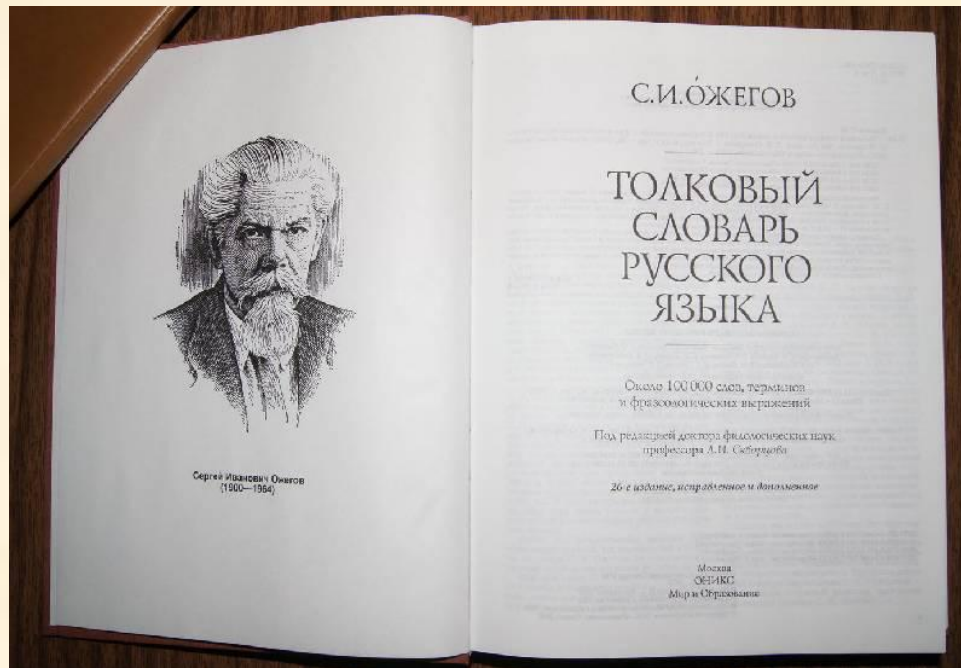 Сергей Иванович Ожегов
(1900—1964)
С.И.О́ЖЕГОВ
ТОЛКОВЫЙ
СЛОВАРЬ
РУССКОГО
ЯЗЫКА
Около 100 000 слов, терминов
и фразеологических выражений
Под редакцией доктора филологических наук,
профессора Л.И. Скворцова
26-е издание, исправленное и дополненное
Москва
ОНИКС
Мир и Образование